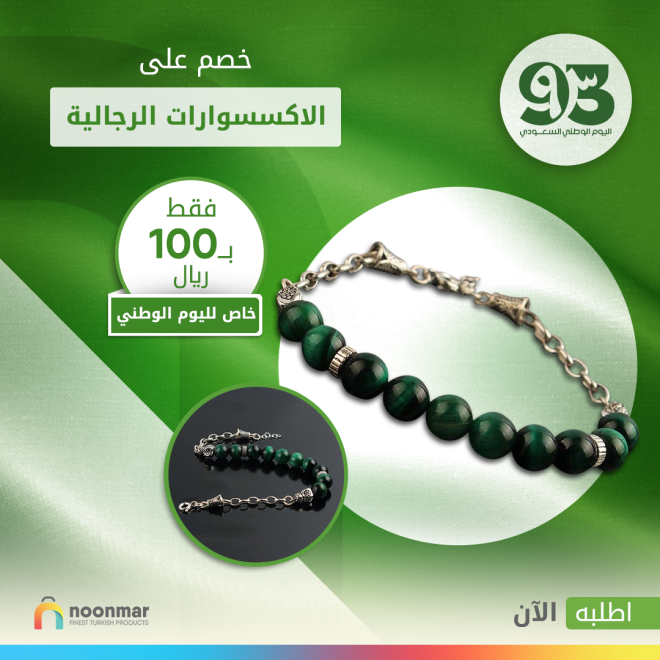 خصم على
الاكسسوارات الرجالية
93
اليوم الوطني السعودي
فقط
بـ100
ريال
خاص لليوم الوطني
noonmar
FINEST TURKISH PRODUCTS
اطلبه الآن